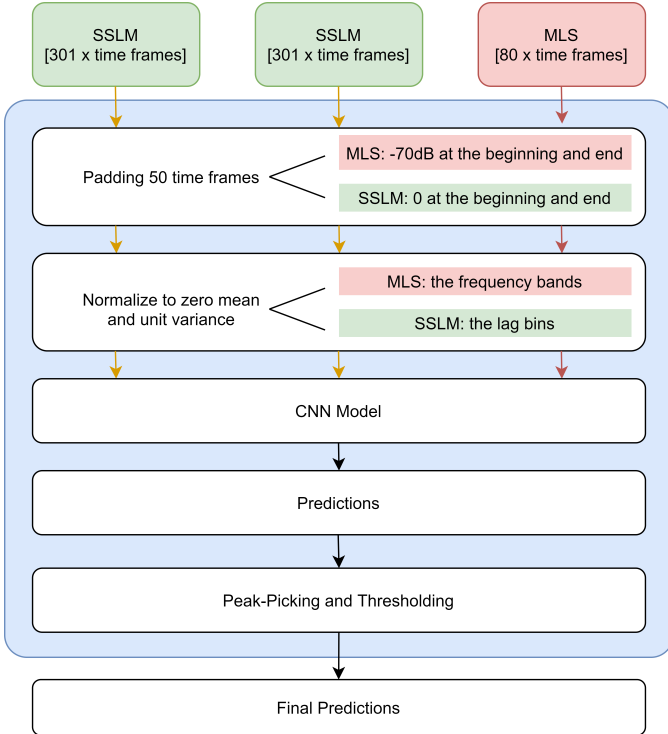 SSLM
[301 x time frames]
SSLM
[301 x time frames]
MLS
[80 x time frames]
Padding 50 time frames
MLS: -70dB at the beginning and end
SSLM: 0 at the beginning and end
Normalize to zero mean
and unit variance
MLS: the frequency bands
SSLM: the lag bins
CNN Model
Predictions
Peak-Picking and Thresholding
Final Predictions